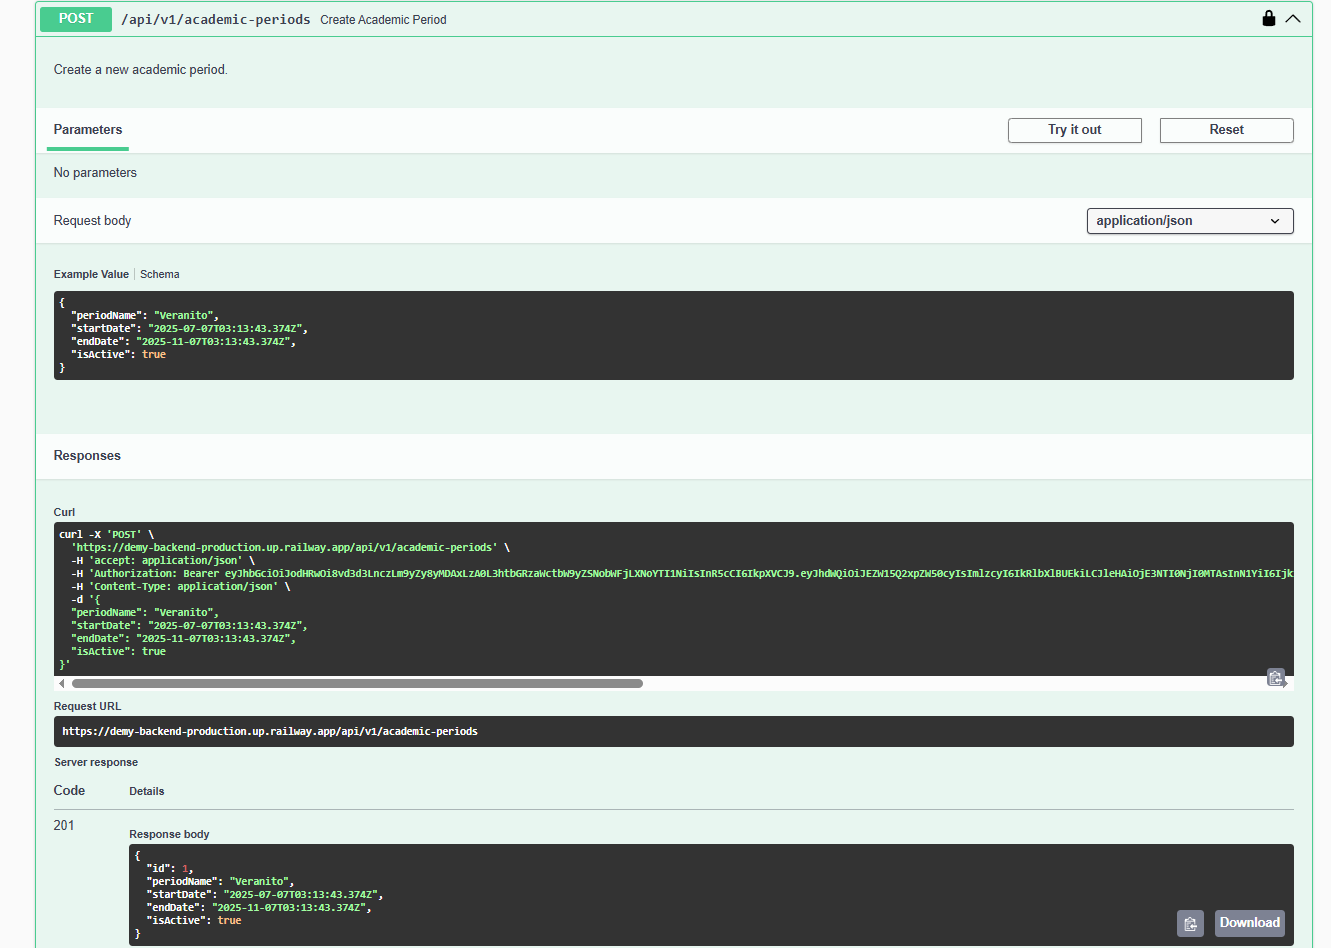 POST /api/v1/academic-periods Create Academic Period
Create a new academic period.
Parameters
Try it out
Reset
No parameters
Request body
application/json
Example Value
Schema
{
  "periodName": "Veranito",
  "startDate": "2025-07-07T03:13:43.374Z",
  "endDate": "2025-11-07T03:13:43.374Z",
  "isActive": true
}
Responses
Curl
curl -X 'POST' \
  'https://demy-backend-production.up.railway.app/api/v1/academic-periods' \
  -H 'accept: application/json' \
  -H 'Authorization: Bearer
  -H 'Content-Type: application/json' \
  -d '{
  "periodName": "Veranito",
  "startDate": "2025-07-07T03:13:43.374Z",
  "endDate": "2025-11-07T03:13:43.374Z",
  "isActive": true
}'
Request URL
https://demy-backend-production.up.railway.app/api/v1/academic-periods
Server response
Code
Details
201
Response body
{
  "id": 1,
  "periodName": "Veranito",
  "startDate": "2025-07-07T03:13:43.374Z",
  "endDate": "2025-11-07T03:13:43.374Z",
  "isActive": true
}
Download